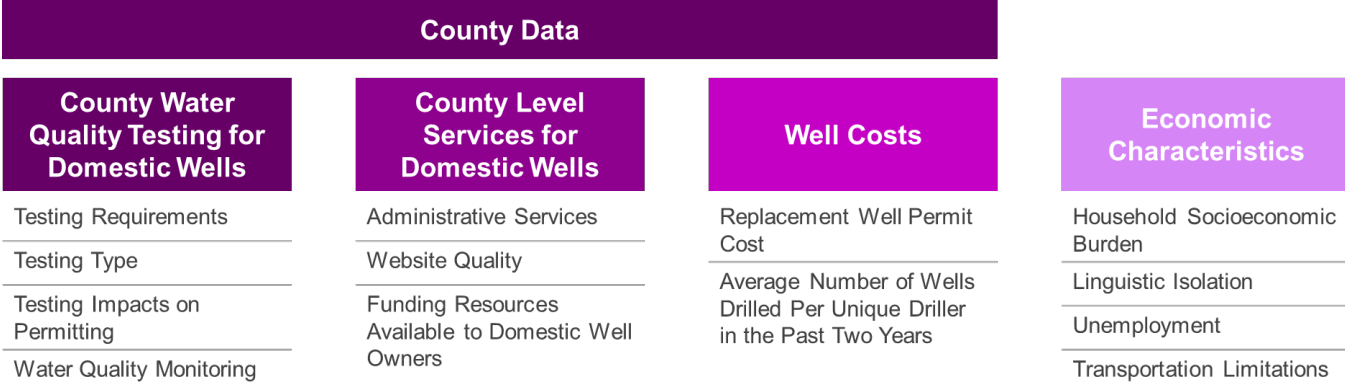 County Data
County Water
Quality Testing for
Domestic Wells
Testing Requirements
Testing Type
Testing Impacts on
Permitting
Water Quality Monitoring
County Level
Services for
Domestic Wells
Administrative Services
Website Quality
Funding Resources
Available to Domestic Well
Owners
Well Costs
Replacement Well Permit
Cost
Average Number of Wells
Drilled Per Unique Driller
in the Past Two Years
Economic
Characteristics
Household Socioeconomic
Burden
Linguistic Isolation
Unemployment
Transportation Limitations